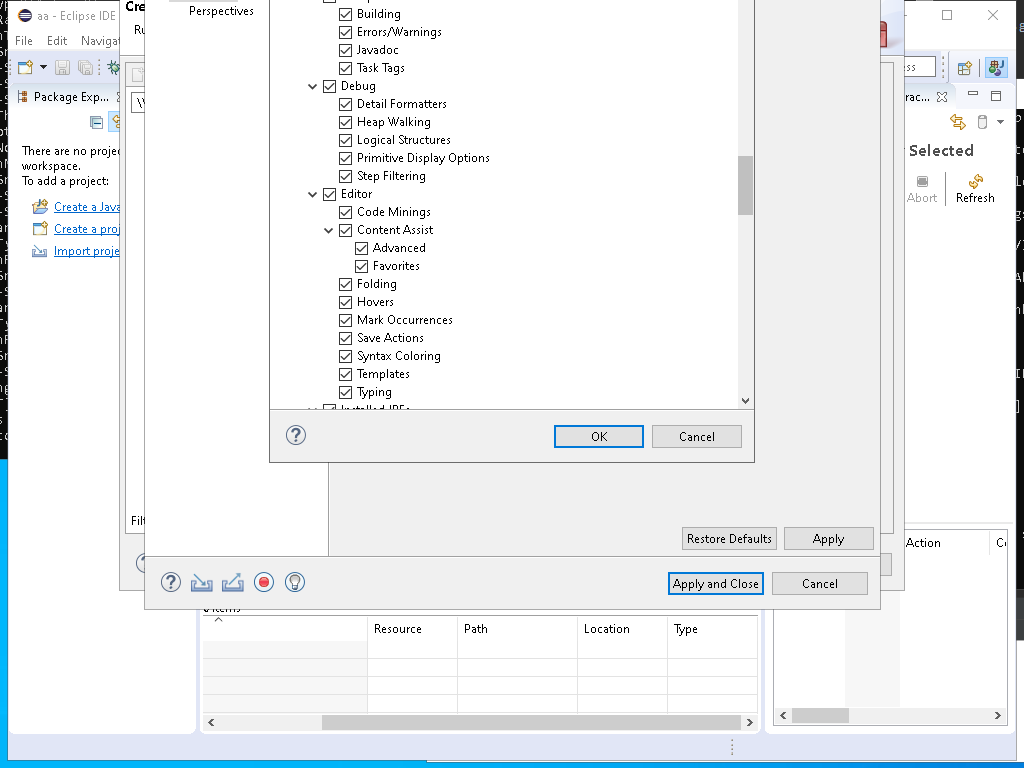 aa - Eclipse IDE
Cre
Perspectives
Building
File Edit Navigat
Ru
Errors/Warnings
Javadoc
Task Tags
Debug
Package Exp...
Detail Formatters
Heap Walking
Logical Structures
Primitive Display Options
Step Filtering
Editor
Code Minings
Content Assist
Advanced
Favorites
Folding
Hovers
Mark Occurrences
Save Actions
Syntax Coloring
Templates
Typing
There are no projec
workspace.
To add a project:
Create a Java
Create a proj
Import proje
Selected
Abort
Refresh
OK
Cancel
Filt
Restore Defaults
Apply
Action
Apply and Close
Cancel
Resource
Path
Location
Type